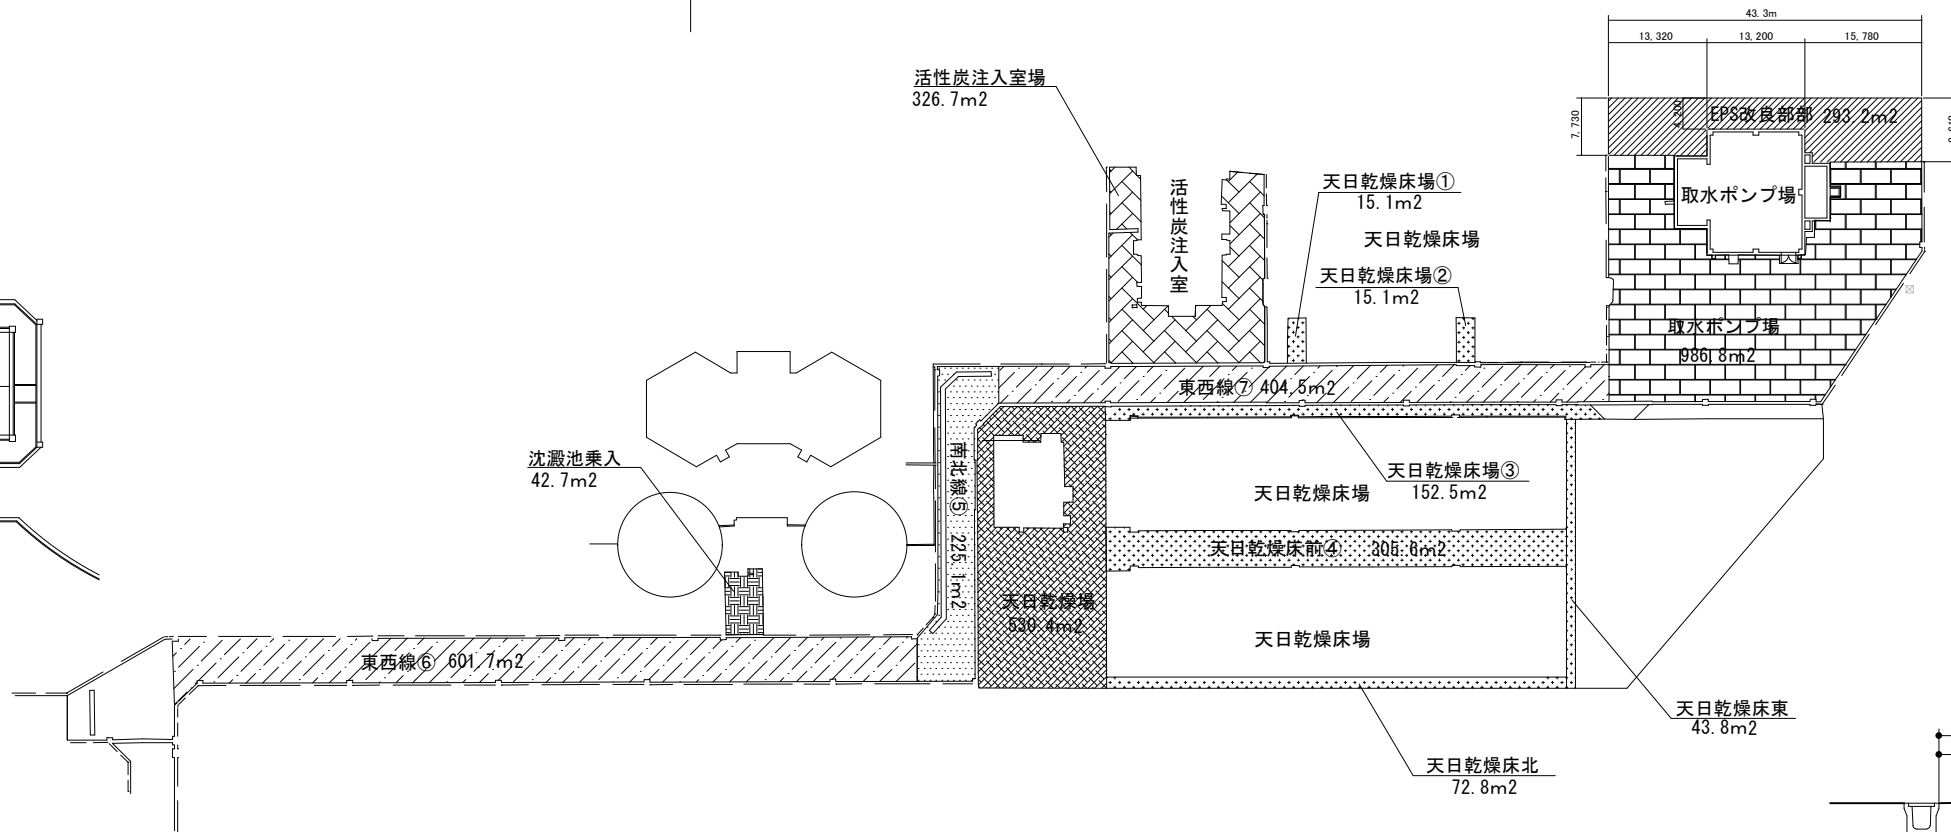 43.3m
13,320
13,200
15,780
活性炭注入室場
326.7m2
7,730
4,200
EPS改良部部 293.2m2
天日乾燥床場①
15.1m2
活性炭注入室
取水ポンプ場
天日乾燥床場
天日乾燥床場②
15.1m2
取水ポンプ場
986.8m2
東西線⑦ 404.5m2
沈澱池乗入
42.7m2
南北線⑤ 225.1m2
天日乾燥床場③
152.5m2
天日乾燥床場
天日乾燥床前④ 305.6m2
天日乾燥場
530.4m2
天日乾燥床場
東西線⑥ 601.7m2
天日乾燥床東
43.8m2
天日乾燥床北
72.8m2